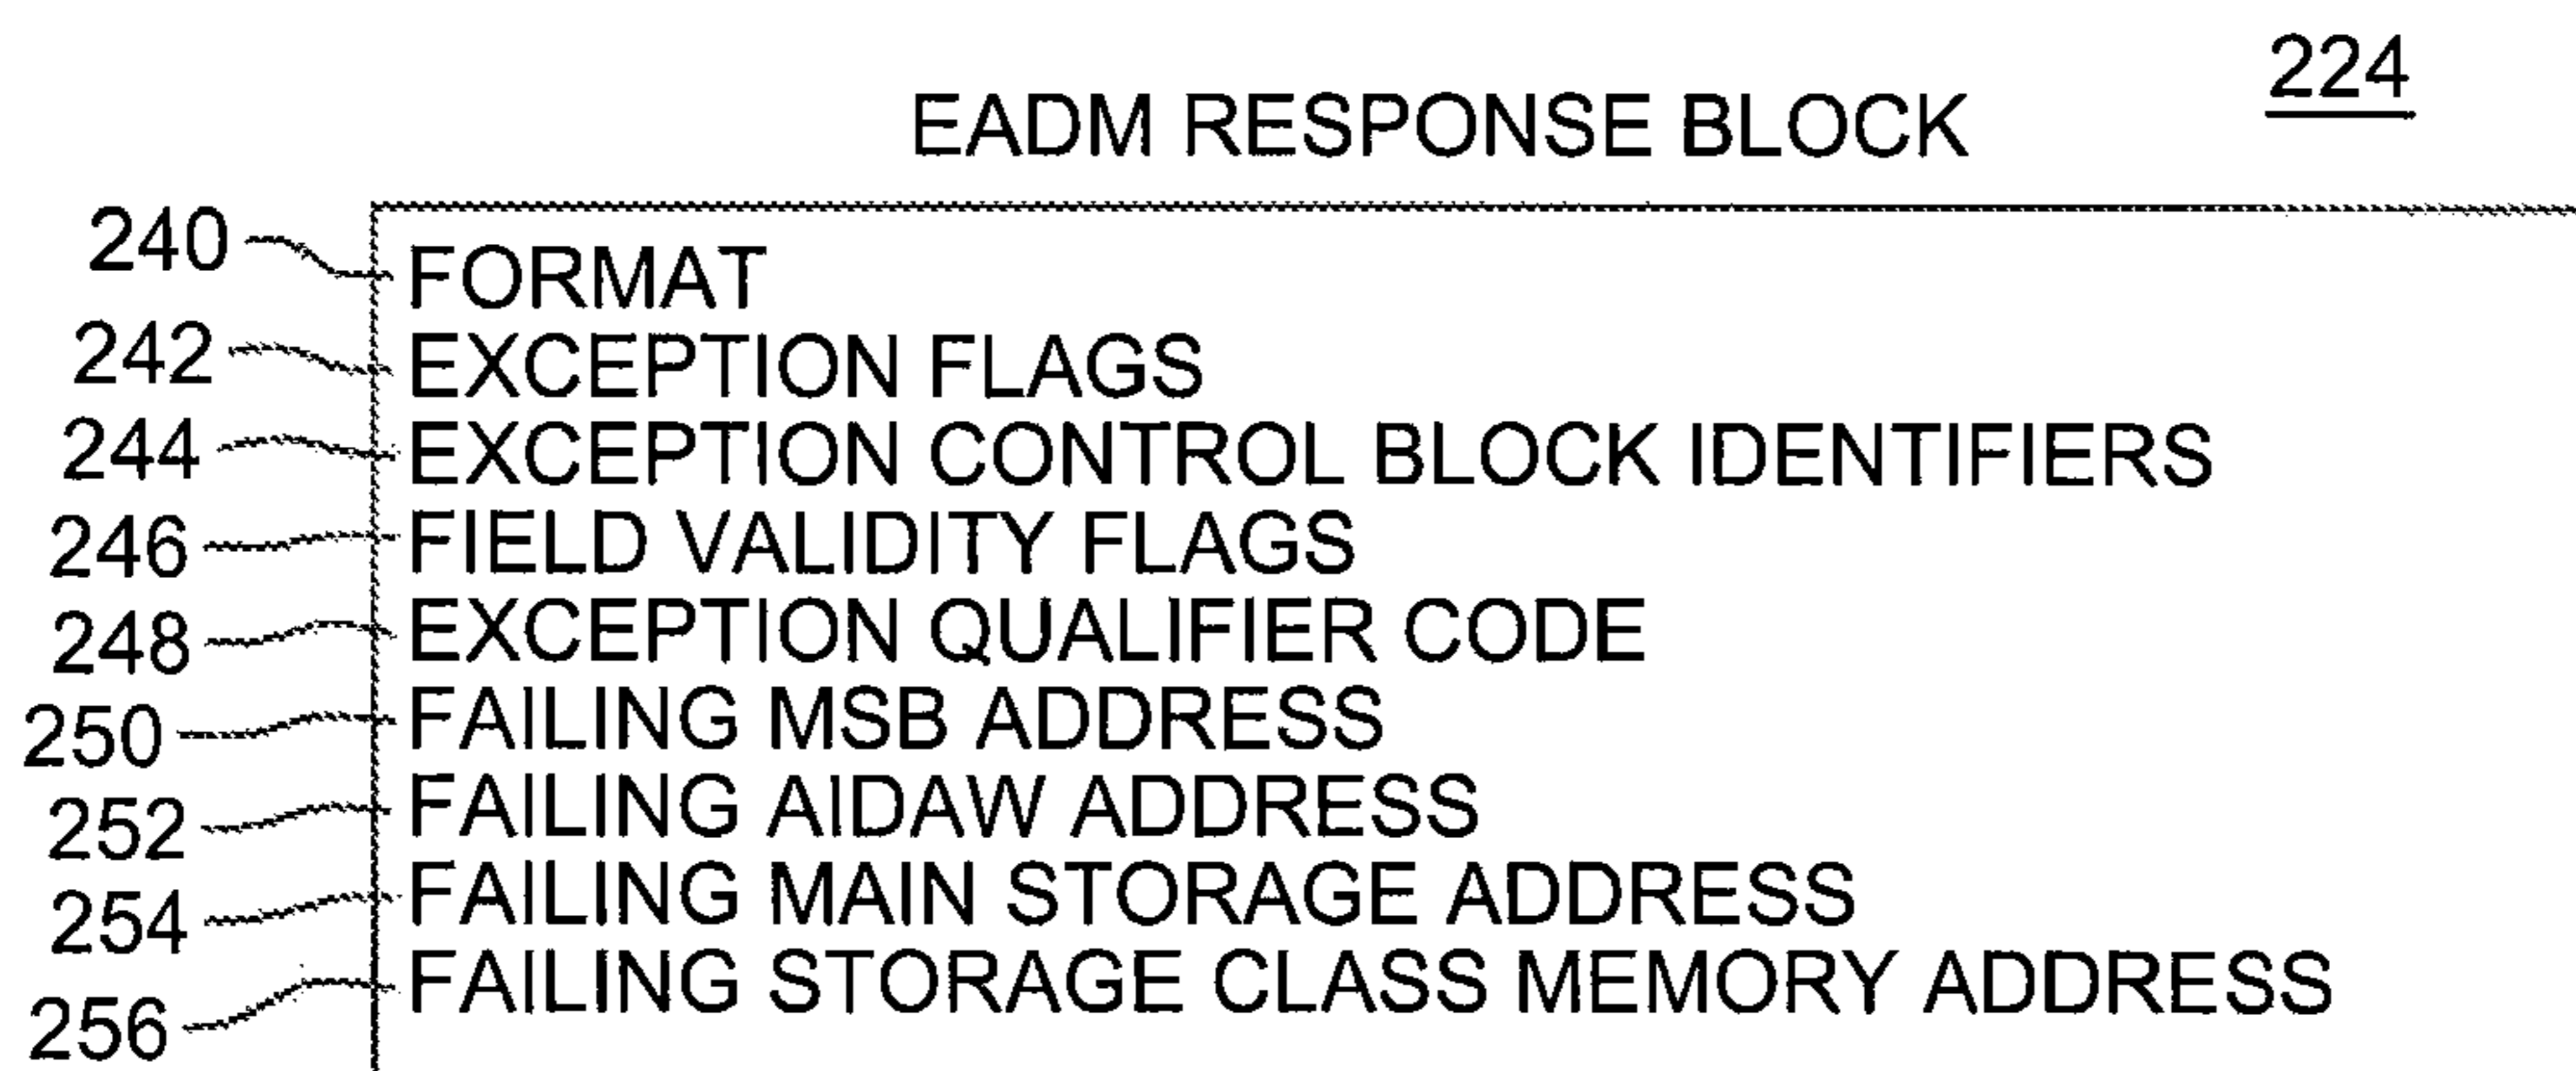 224
EADM RESPONSE BLOCK
240 FORMAT
242 EXCEPTION FLAGS
244 EXCEPTION CONTROL BLOCK IDENTIFIERS
246 FIELD VALIDITY FLAGS
248 EXCEPTION QUALIFIER CODE
250 FAILING MSB ADDRESS
252 FAILING AIDAW ADDRESS
254 FAILING MAIN STORAGE ADDRESS
256 FAILING STORAGE CLASS MEMORY ADDRESS